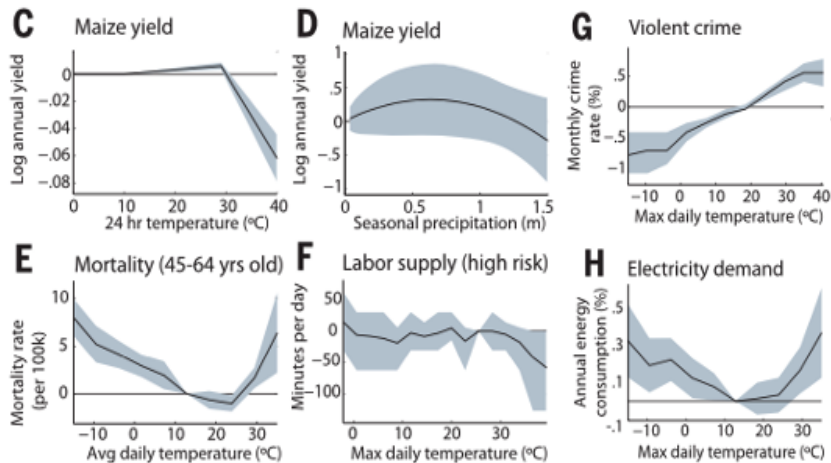 C Maize yield
Log annual yield
0
-.02
-.04
-.06
-.08
0 10 20 30 40
24 hr temperature (ºC)
D Maize yield
Log annual yield
1
.5
0
-.5
-1
0 .5 1 1.5
Seasonal precipitation (m)
G Violent crime
Monthly crime
rate (%)
.5
0
-.5
-1
-10 0 10 20 30 40
Max daily temperature (ºC)
E Mortality (45-64 yrs old)
Mortality rate
(per 100k)
10
5
0
-10 0 10 20 30
Avg daily temperature (ºC)
F Labor supply (high risk)
Minutes per day
50
0
-50
-100
0 10 20 30
Max daily temperature (ºC)
H Electricity demand
Annual energy
consumption (%)
.5
.3
.1
-.1
-10 0 10 20 30
Max daily temperature (ºC)